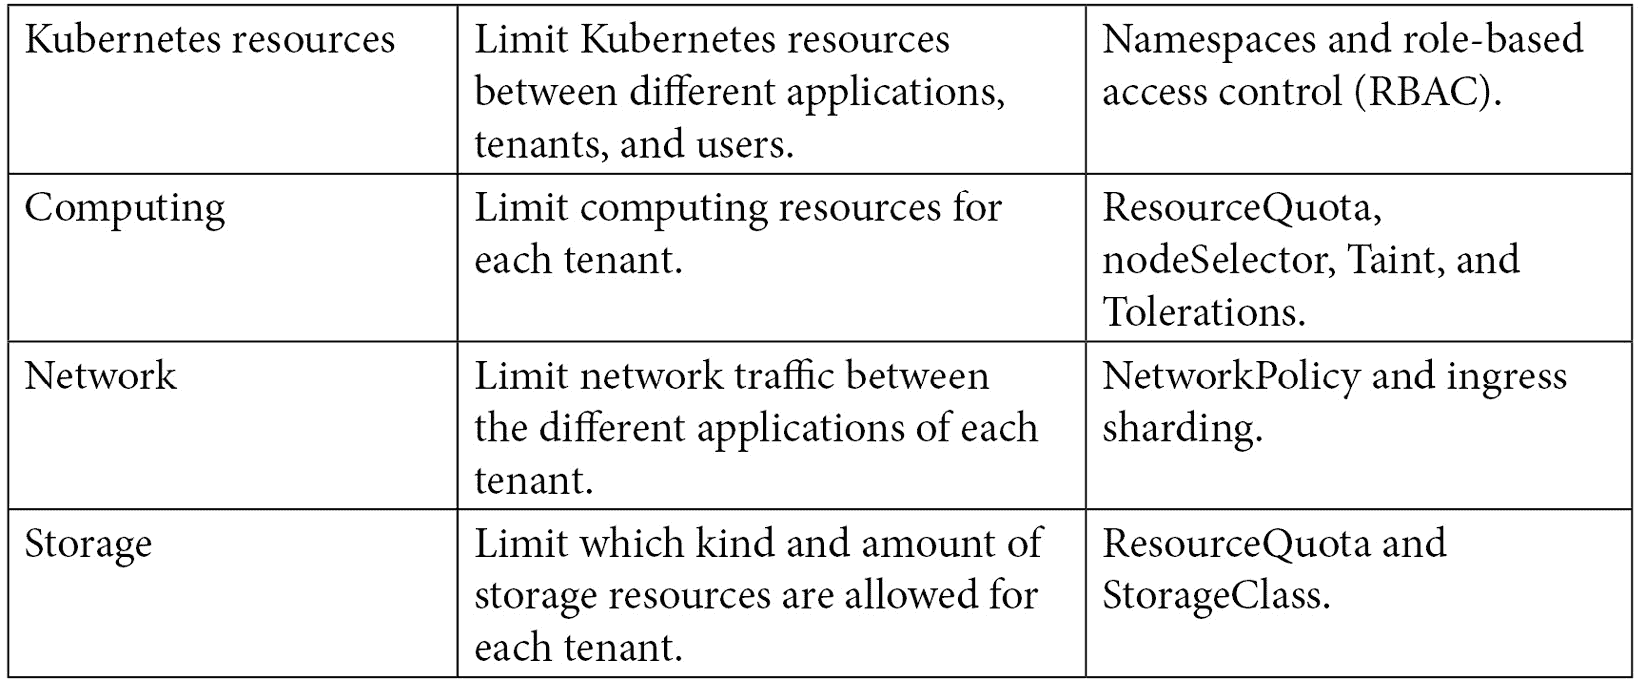 Kubernetes resources
Limit Kubernetes resources
between different applications,
tenants, and users.
Namespaces and role-based
access control (RBAC).
Computing
Limit computing resources for
each tenant.
ResourceQuota,
nodeSelector, Taint, and
Tolerations.
Network
Limit network traffic between
the different applications of each
tenant.
NetworkPolicy and ingress
sharding.
Storage
Limit which kind and amount of
storage resources are allowed for
each tenant.
ResourceQuota and
StorageClass.